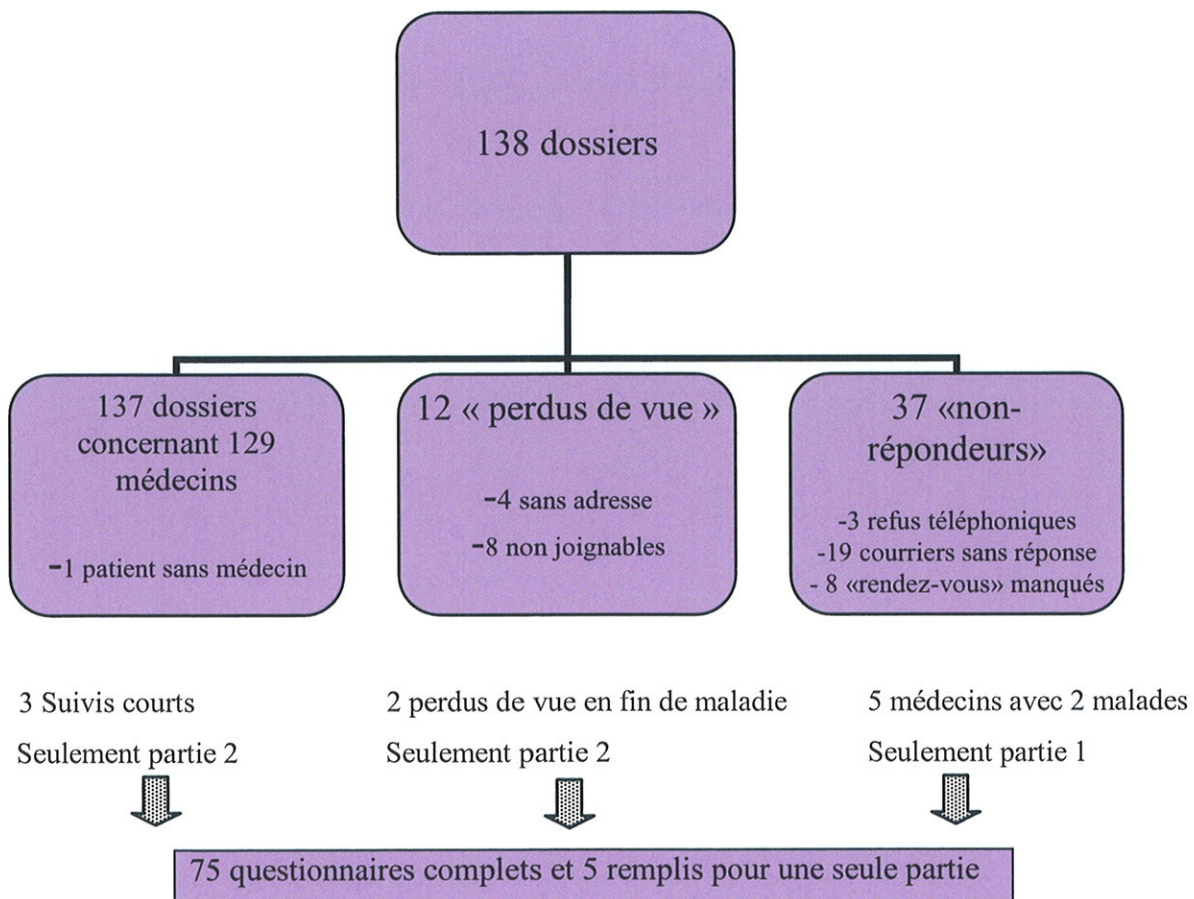 138 dossiers
137 dossiers
concernant 129
médecins
-1 patient sans médecin
12 « perdus de vue »
-4 sans adresse
-8 non joignables
37 «non-
répondeurs»
-3 refus téléphoniques
-19 courriers sans réponse
- 8 «rendez-vous» manqués
3 Suivis courts
Seulement partie 2
2 perdus de vue en fin de maladie
Seulement partie 2
5 médecins avec 2 malades
Seulement partie 1
75 questionnaires complets et 5 remplis pour une seule partie